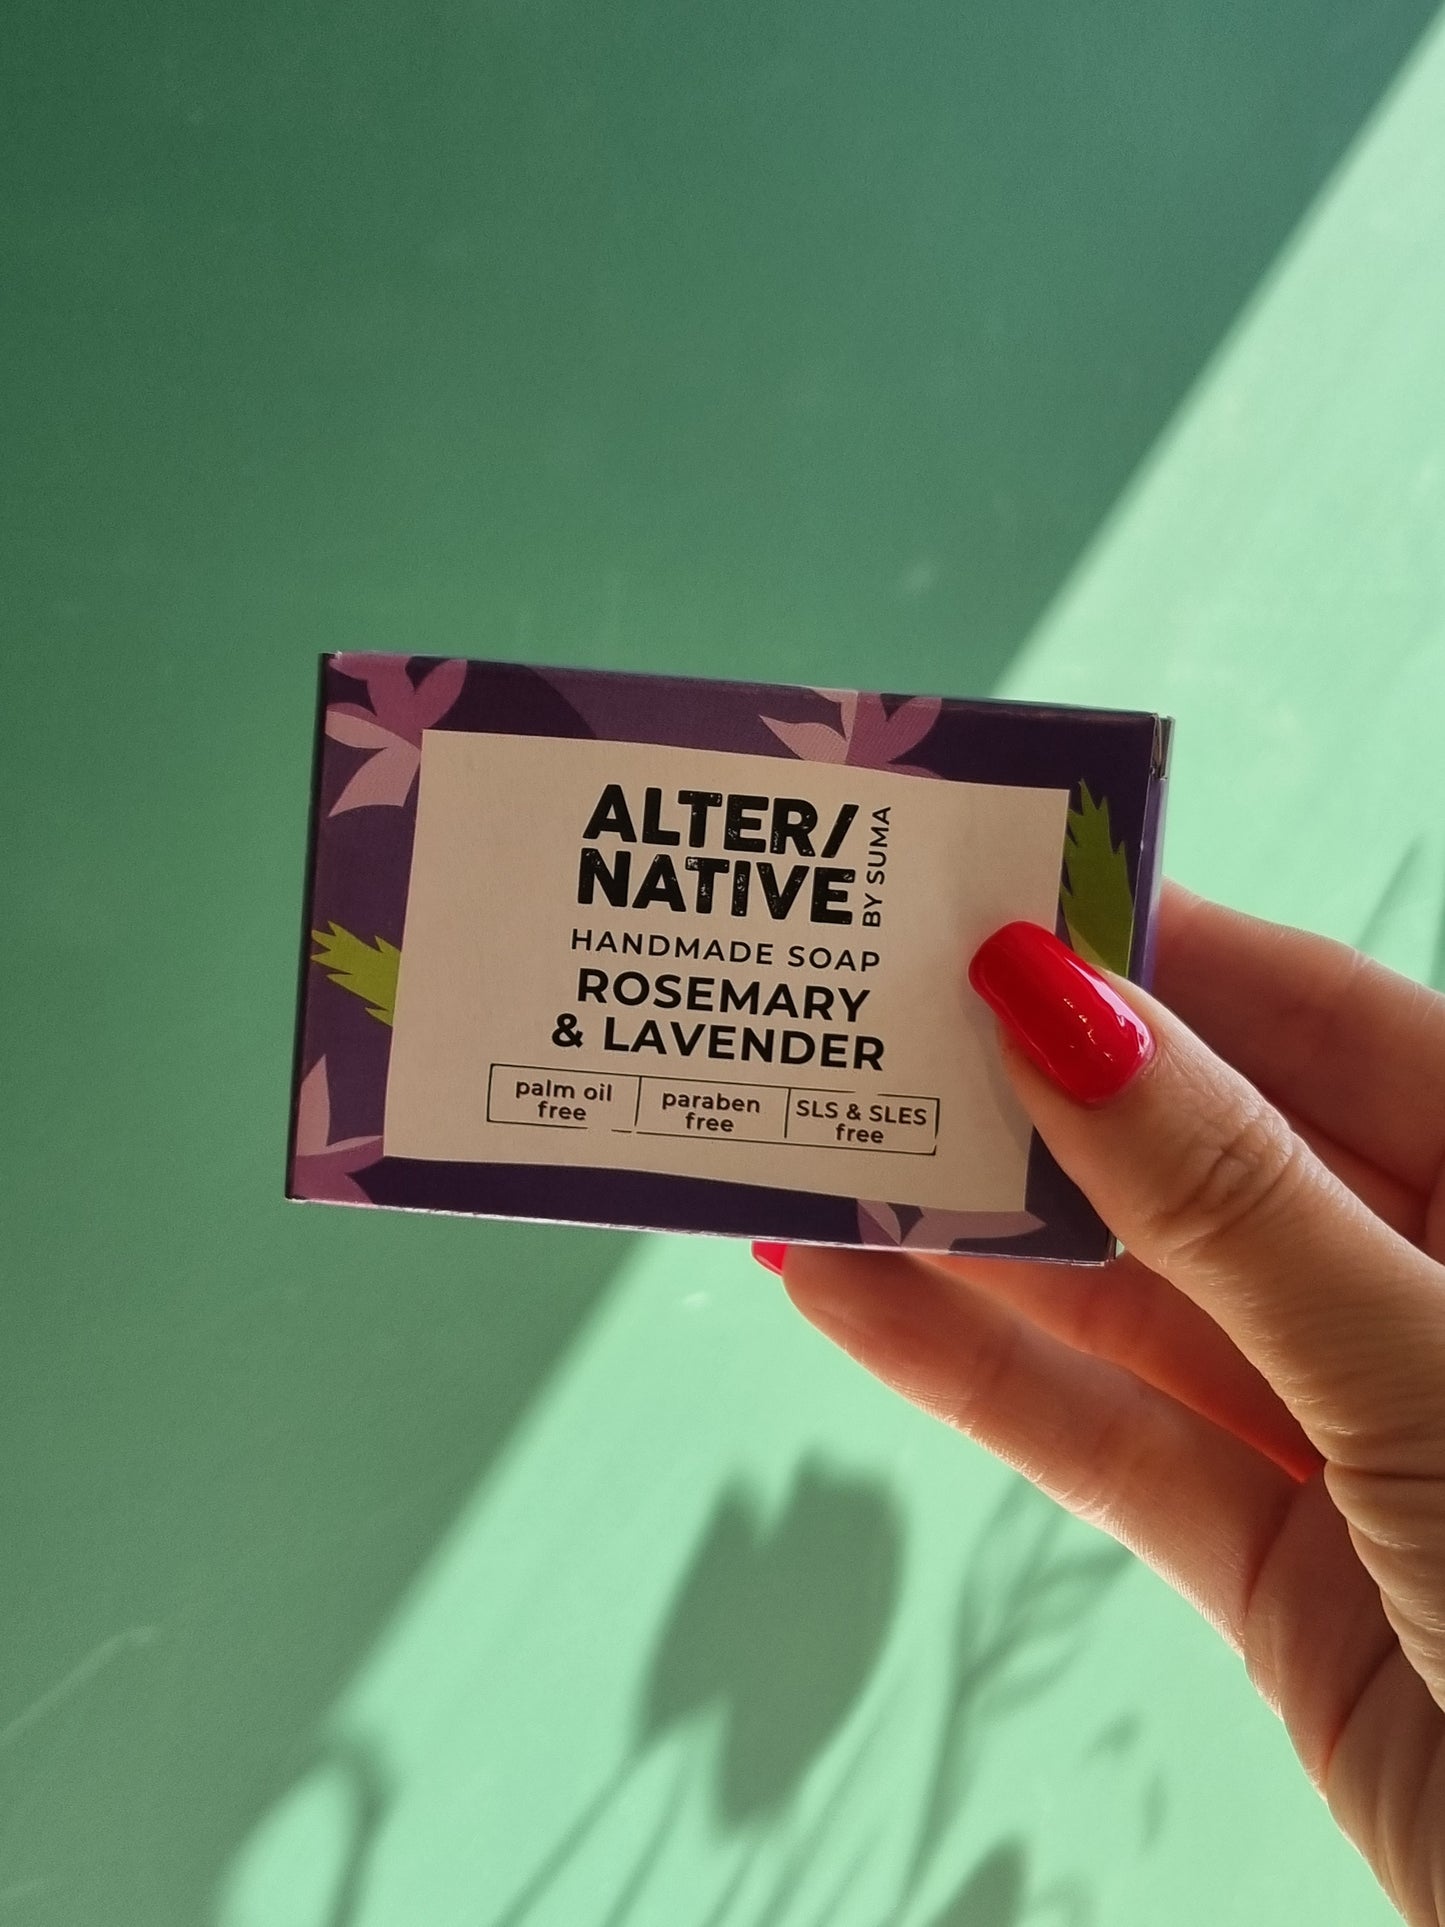 ALTER/
NATIVE
BY SUMA
HANDMADE SOAP
ROSEMARY
& LAVENDER
palm oil
free
paraben
free
SLS & SLES
free